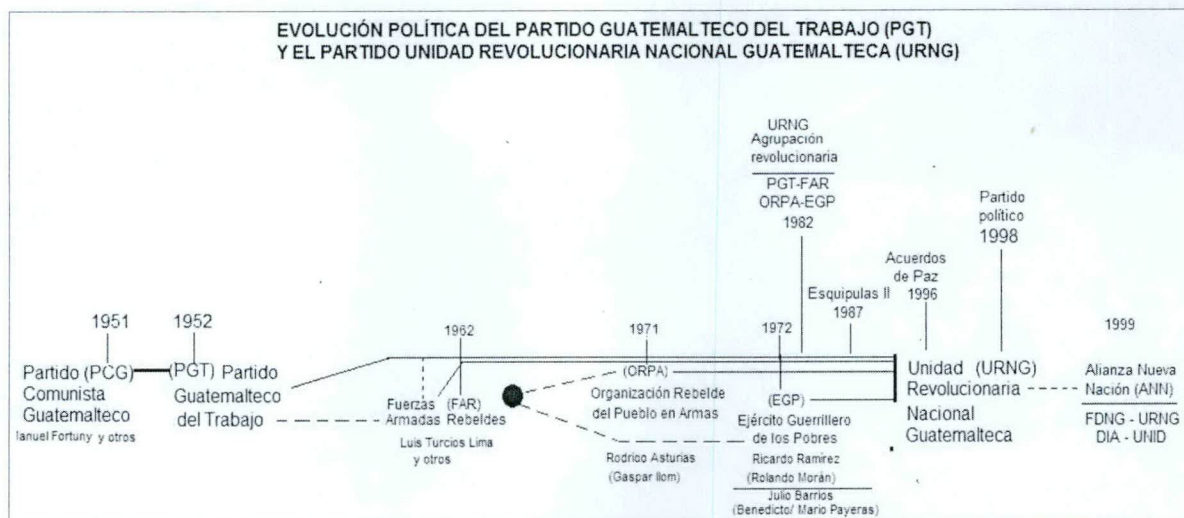 EVOLUCIÓN POLÍTICA DEL PARTIDO GUATEMALTECO DEL TRABAJO (PGT)
Y EL PARTIDO UNIDAD REVOLUCIONARIA NACIONAL GUATEMALTECA (URNG)
URNG
Agrupación
revolucionaria
PGT-FAR
ORPA-EGP
1982
Partido
político
1998
Acuerdos
de Paz
1996
Esquipulas II
1987
1951
1952
1962
1971
1972
1999
Partido (PCG)
Comunista
Guatemalteco
Ianuel Fortuny y otros
(PGT) Partido
Guatemalteco
del Trabajo
Fuerzas (FAR)
Armadas Rebeldes
Luis Turcios Lima
y otros
(ORPA)
Organización Rebelde
del Pueblo en Armas
Rodrigo Asturias
(Gaspar Ilom)
(EGP)
Ejército Guerrillero
de los Pobres
Ricardo Ramírez
(Rolando Morán)
Julio Barrios
(Benedicto/ Mario Payeras)
Unidad (URNG)
Revolucionaria
Nacional
Guatemalteca
Alianza Nueva
Nación (ANN)
FDNG - URNG
DIA - UNID